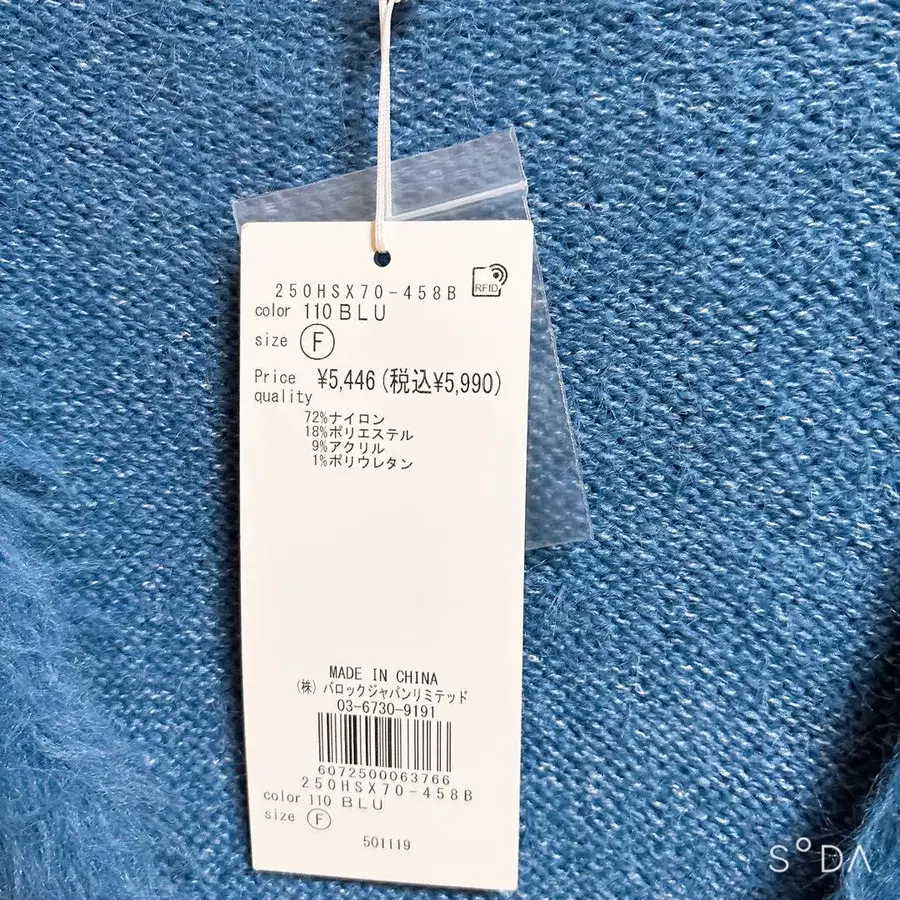 250HSX70-458B
RFID
color 110 BLU
size F
Price ¥5,446(税込¥5,990)
quality
72%ナイロン
18%ポリエステル
9%アクリル
1%ポリウレタン
MADE IN CHINA
(株)バロックジャパンリミテッド
03-6730-9191
6072500063766
250HSX70-458B
color 110 BLU
size F
501119
SODA